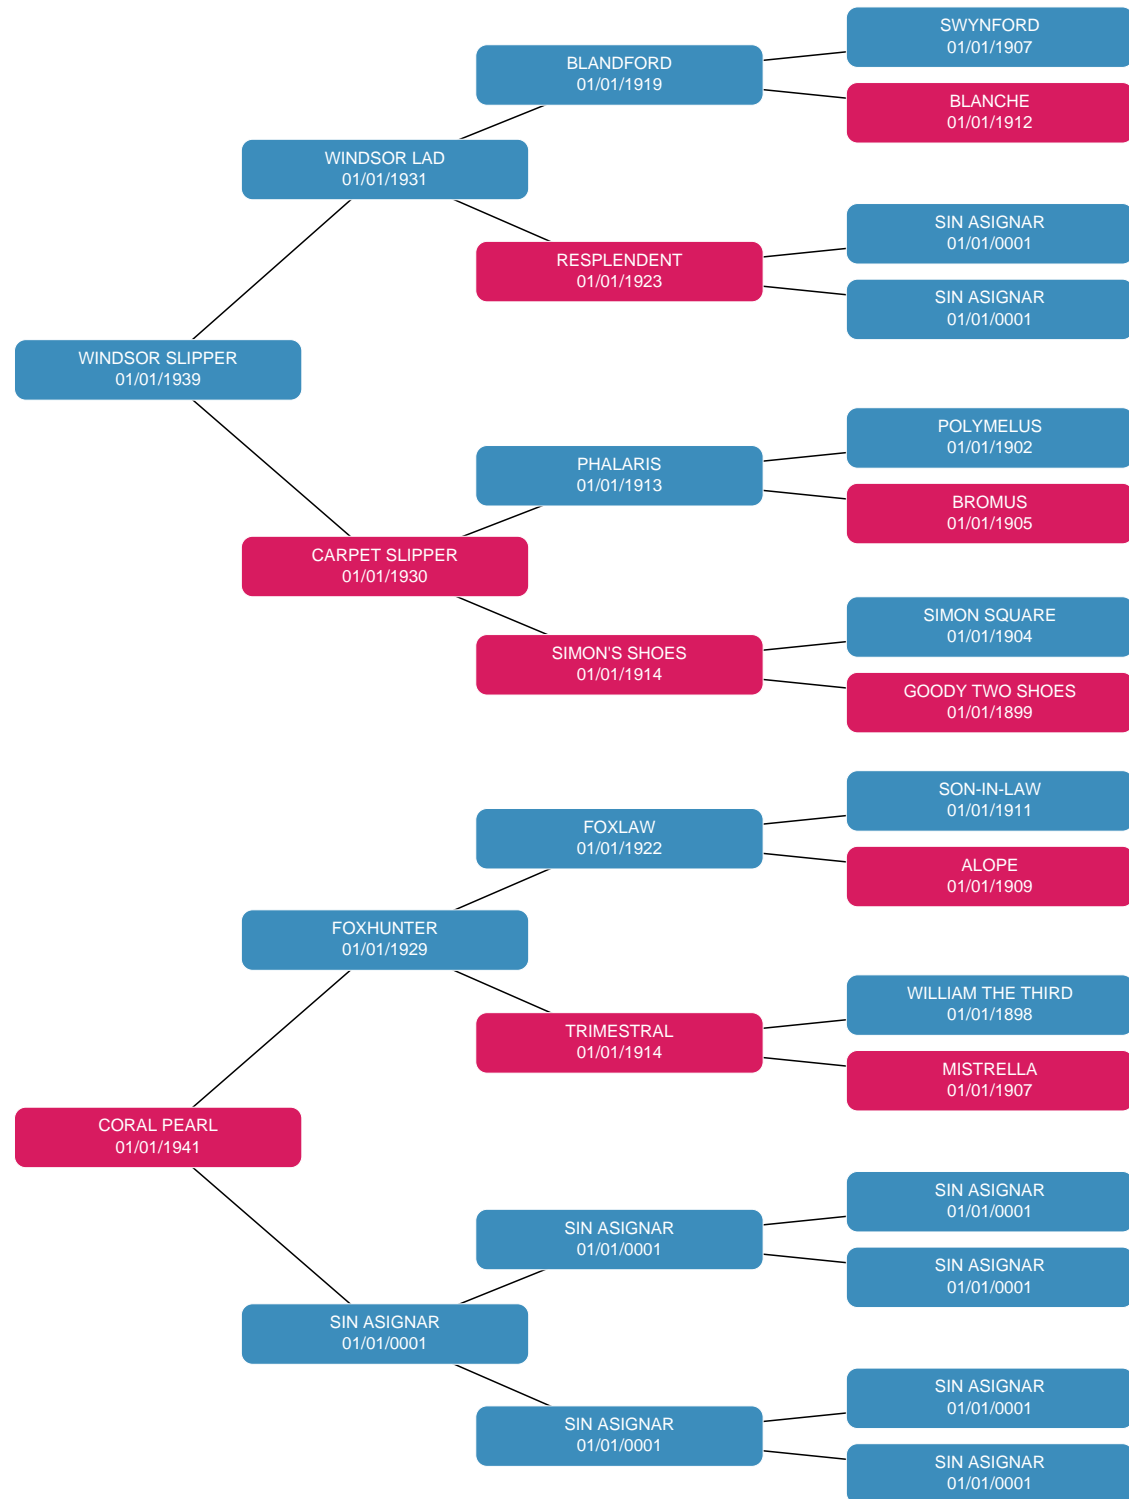 SWYNFORD
01/01/1907
BLANDFORD
01/01/1919
BLANCHE
01/01/1912
WINDSOR LAD
01/01/1931
SIN ASIGNAR
01/01/0001
RESPLENDENT
01/01/1923
SIN ASIGNAR
01/01/0001
WINDSOR SLIPPER
01/01/1939
POLYMELUS
01/01/1902
PHALARIS
01/01/1913
BROMUS
01/01/1905
CARPET SLIPPER
01/01/1930
SIMON SQUARE
01/01/1904
SIMON'S SHOES
01/01/1914
GOODY TWO SHOES
01/01/1899
SON-IN-LAW
01/01/1911
FOXLAW
01/01/1922
ALOPE
01/01/1909
FOXHUNTER
01/01/1929
WILLIAM THE THIRD
01/01/1898
TRIMESTRAL
01/01/1914
MISTRELLA
01/01/1907
CORAL PEARL
01/01/1941
SIN ASIGNAR
01/01/0001
SIN ASIGNAR
01/01/0001
SIN ASIGNAR
01/01/0001
SIN ASIGNAR
01/01/0001
SIN ASIGNAR
01/01/0001
SIN ASIGNAR
01/01/0001
SIN ASIGNAR
01/01/0001